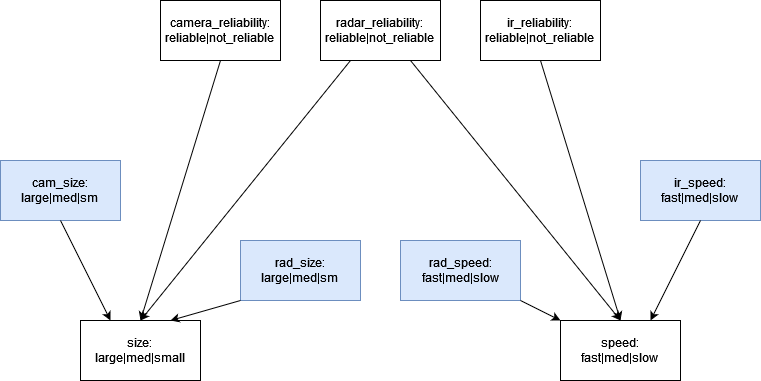 camera_reliability:
reliable|not_reliable
radar_reliability:
reliable|not_reliable
ir_reliability:
reliable|not_reliable
cam_size:
large|med|sm
ir_speed:
fast|med|slow
rad_size:
large|med|sm
rad_speed:
fast|med|slow
size:
large|med|small
speed:
fast|med|slow